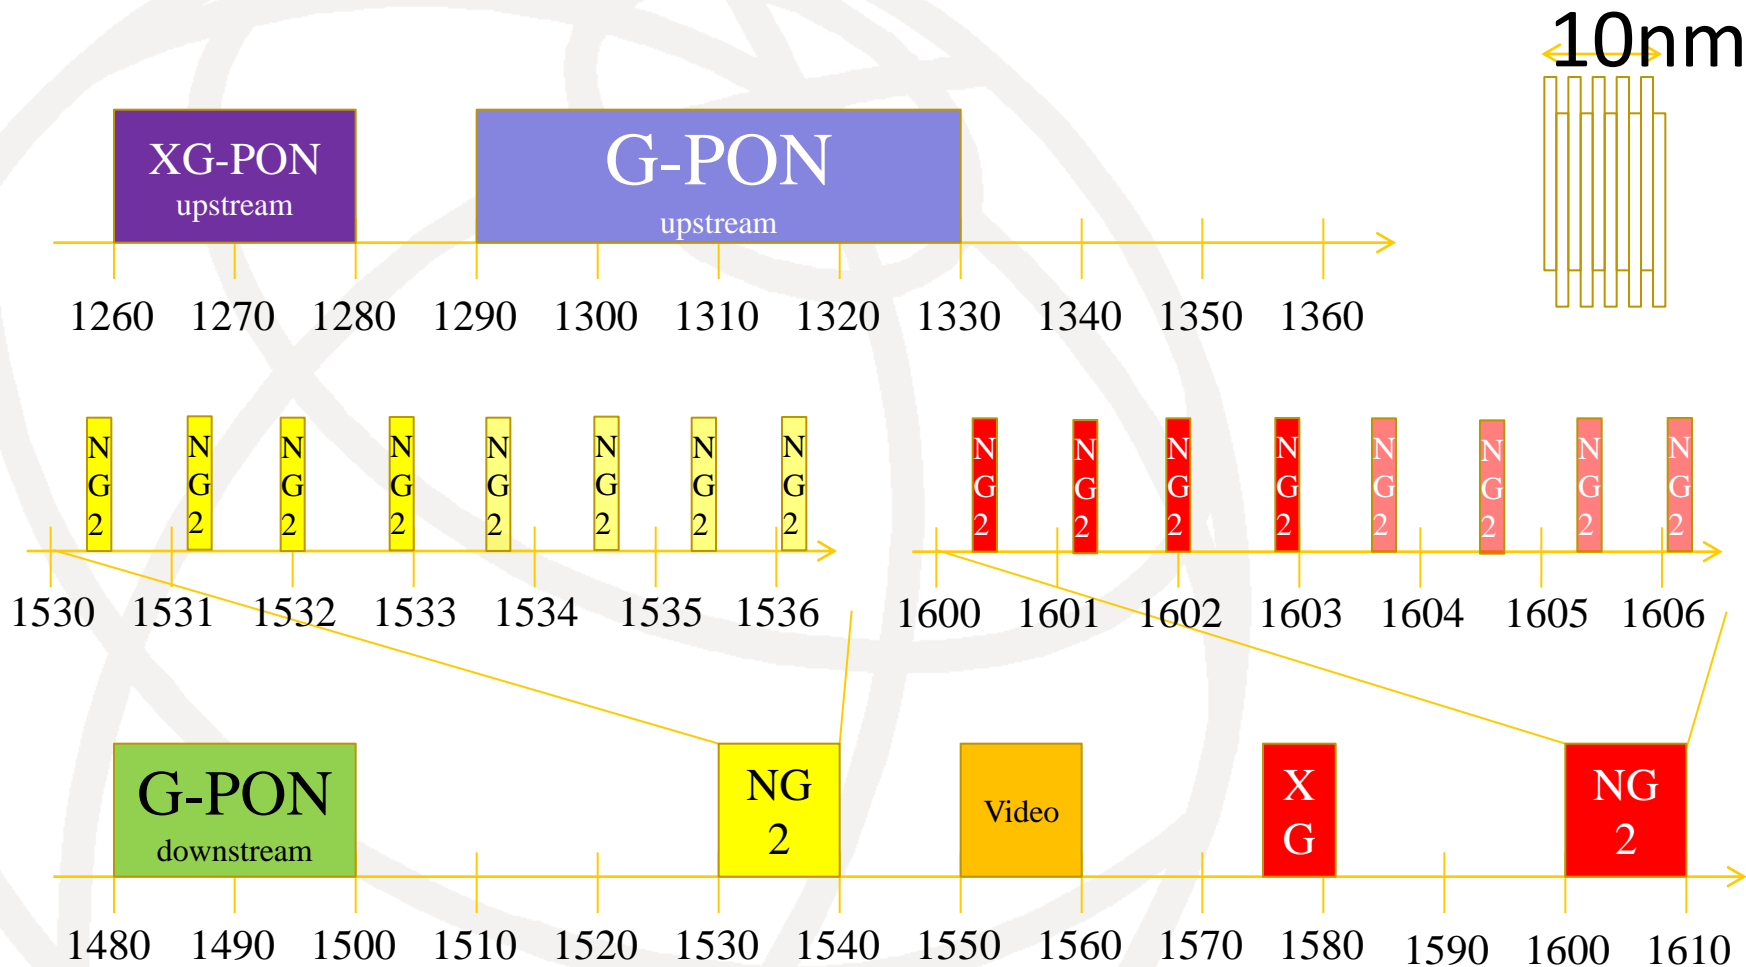 10nm
XG-PON
upstream
G-PON
upstream
1260 1270 1280 1290 1300 1310 1320 1330 1340 1350 1360
N N N N N N N N N N N N N N N N
G G G G G G G G G G G G G G G G
2 2 2 2 2 2 2 2 2 2 2 2 2 2 2 2
1530 1531 1532 1533 1534 1535 1536 1600 1601 1602 1603 1604 1605 1606
G-PON
downstream
NG
2
Video
X
G
NG
2
1480 1490 1500 1510 1520 1530 1540 1550 1560 1570 1580 1590 1600 1610